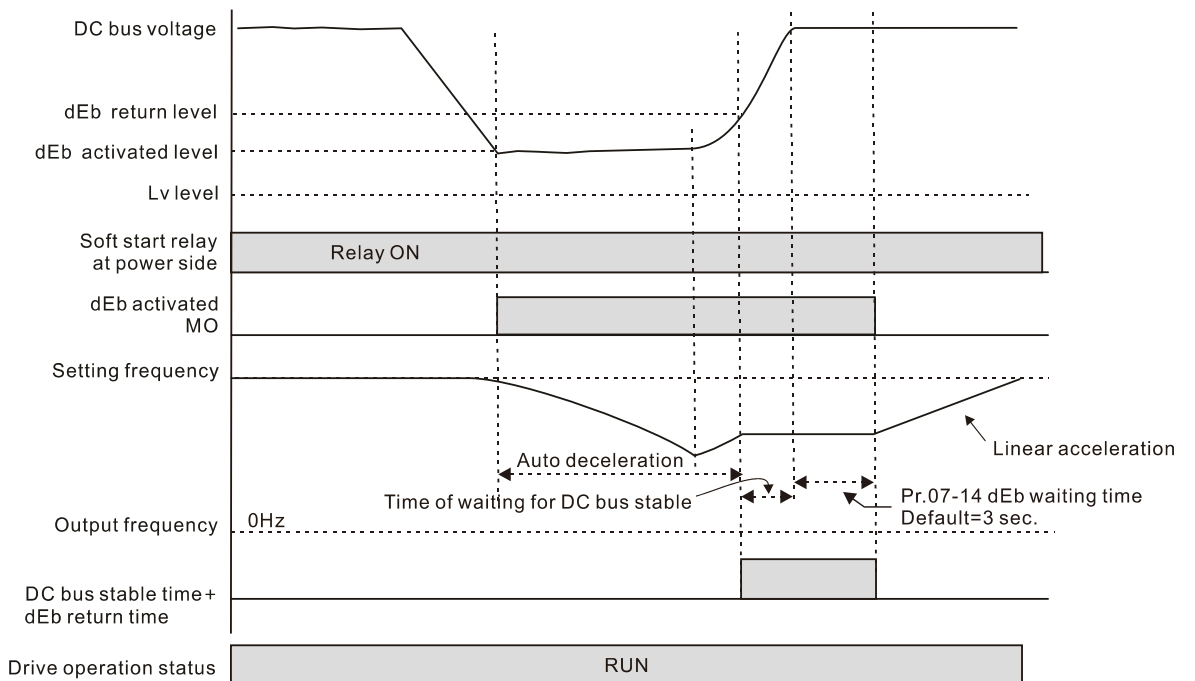 DC bus voltage
dEb return level
dEb activated level
Lv level
Soft start relay
at power side
Relay ON
dEb activated
MO
Setting frequency
Linear acceleration
Auto deceleration
Time of waiting for DC bus stable
Pr.07-14 dEb waiting time
Default=3 sec.
Output frequency
0Hz
DC bus stable time+
dEb return time
Drive operation status
RUN